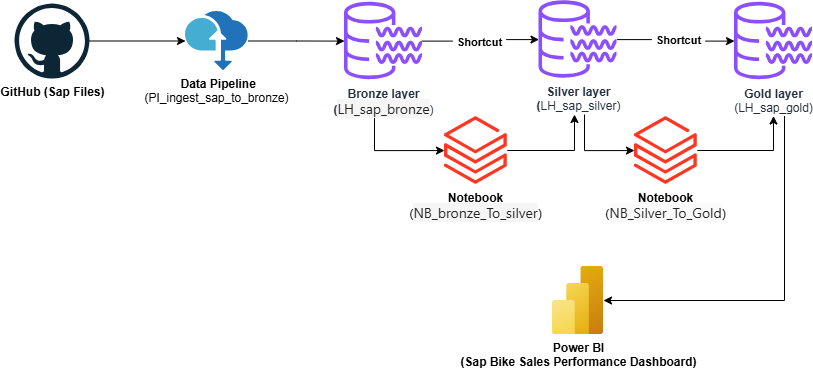 GitHub (Sap Files)
Data Pipeline
(PI_ingest_sap_to_bronze)
Bronze layer
(LH_sap_bronze)
Shortcut
Silver layer
(LH_sap_silver)
Shortcut
Gold layer
(LH_sap_gold)
Notebook
(NB_bronze_To_silver)
Notebook
(NB_Silver_To_Gold)
Power BI
(Sap Bike Sales Performance Dashboard)